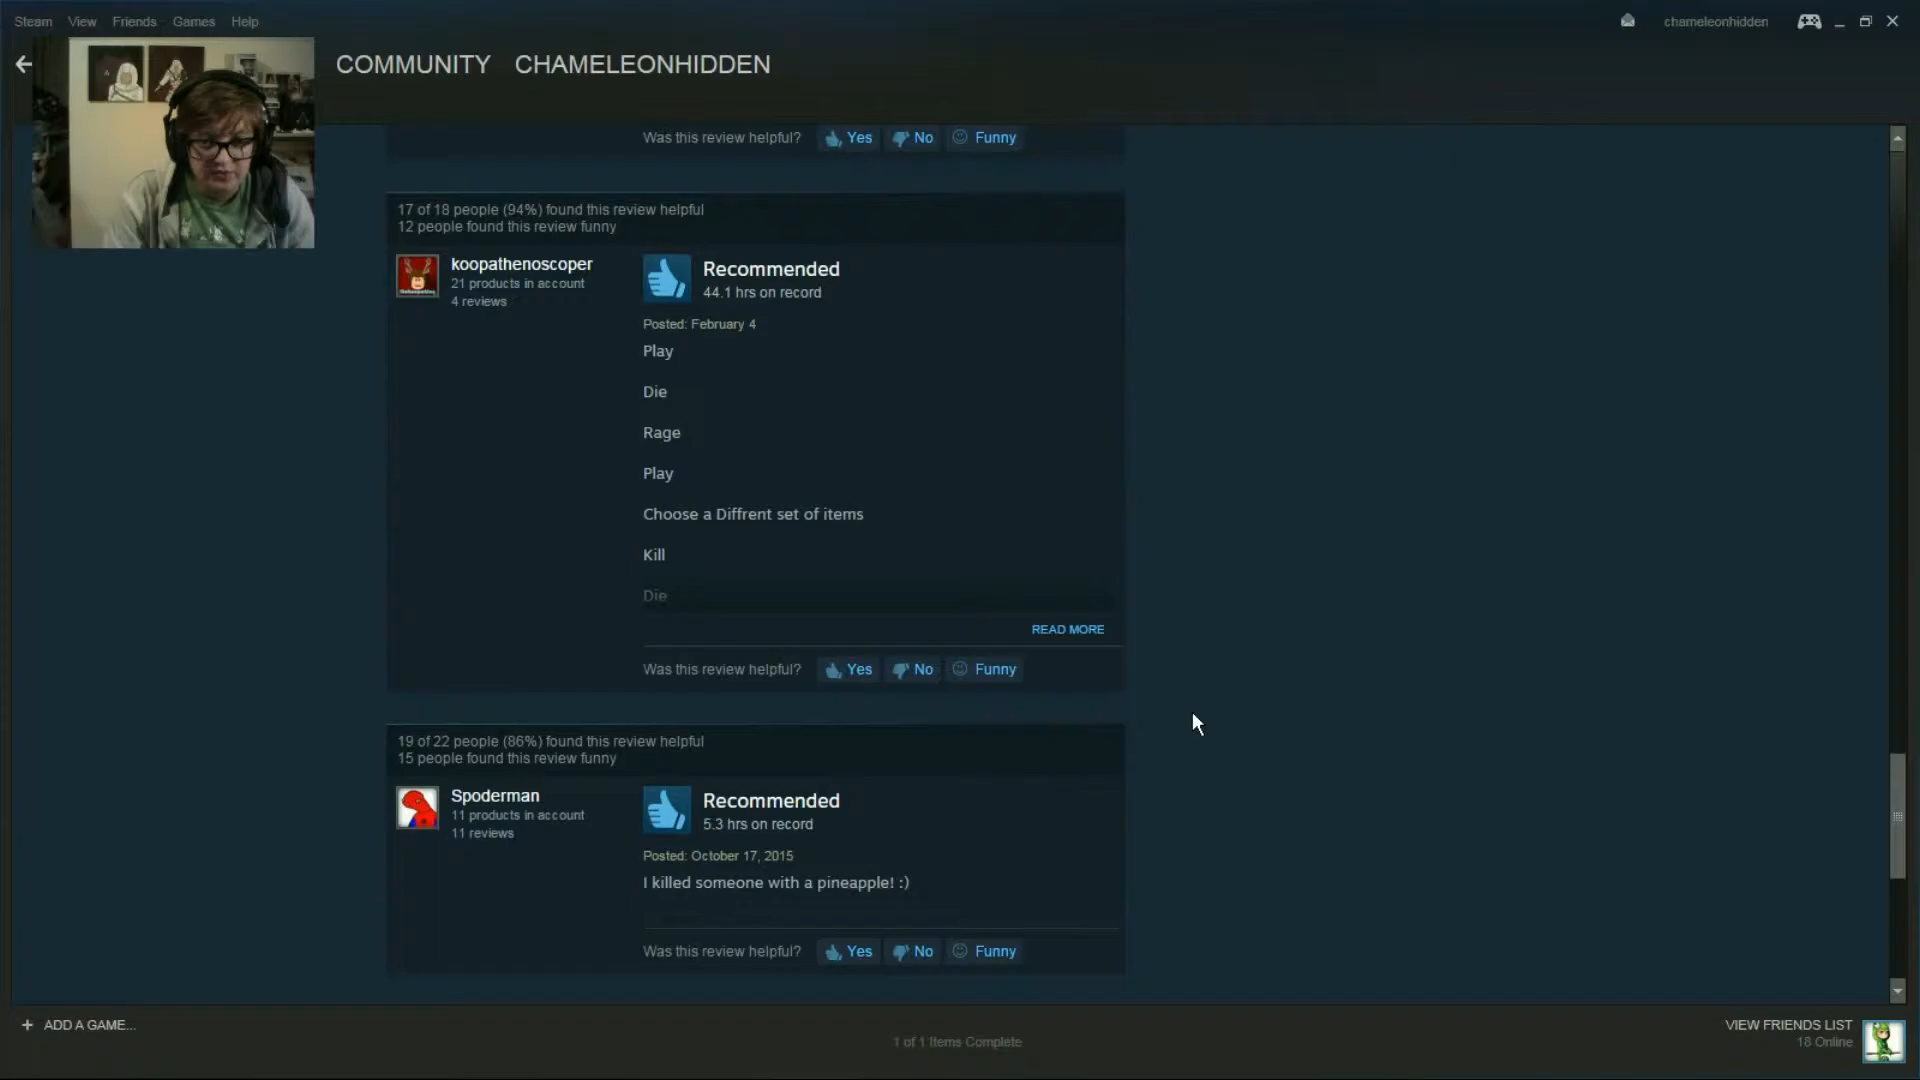 Steam View Friends Games Help
chameleonhidden
COMMUNITY CHAMELEONHIDDEN
Was this review helpful? Yes No Funny
17 of 18 people (94%) found this review helpful
12 people found this review funny
koopathenoscoper
21 products in account
4 reviews
Recommended
44.1 hrs on record
Posted: February 4
Play
Die
Rage
Play
Choose a Diffrent set of items
Kill
Die
READ MORE
Was this review helpful? Yes No Funny
19 of 22 people (86%) found this review helpful
15 people found this review funny
Spoderman
11 products in account
11 reviews
Recommended
5.3 hrs on record
Posted: October 17, 2015
I killed someone with a pineapple! :)
Was this review helpful? Yes No Funny
+ ADD A GAME...
1 of 1 Items Complete
VIEW FRIENDS LIST
18 Online